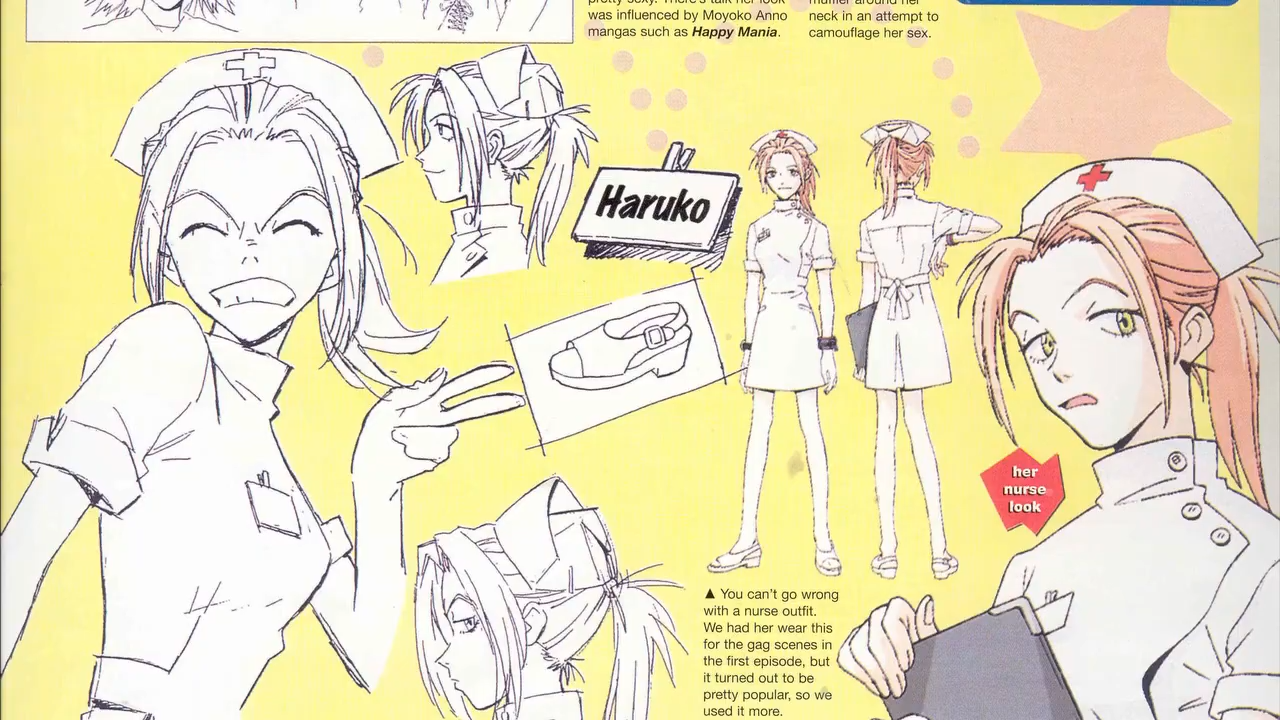 pretty sexy. There's talk her look
was influenced by Moyoko Anno
mangas such as Happy Mania.
muffler around her
neck in an attempt to
camouflage her sex.
Haruko
her
nurse
look
▲ You can't go wrong
with a nurse outfit.
We had her wear this
for the gag scenes in
the first episode, but
it turned out to be
pretty popular, so we
used it more.